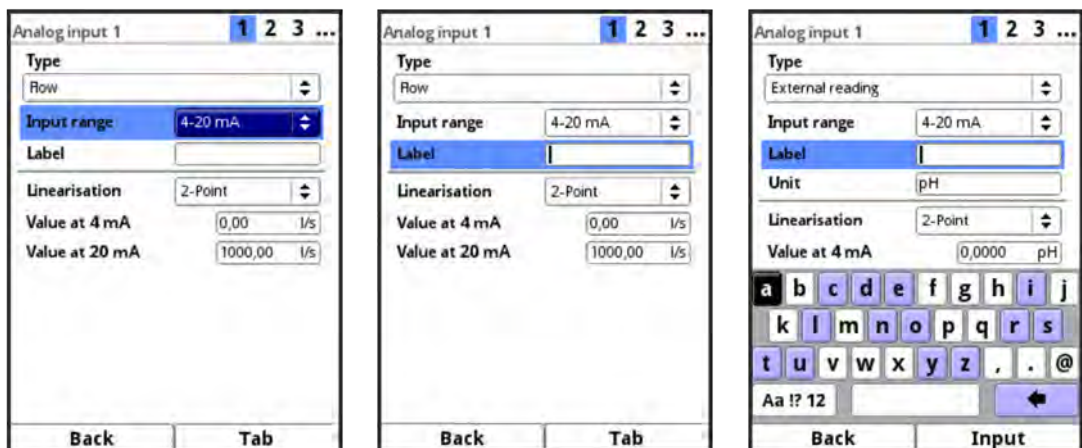 Analog input 1
1 2 3 ...
Type
Flow
Input range 4-20 mA
Label
Linearisation 2-Point
Value at 4 mA 0,00 l/s
Value at 20 mA 1000,00 l/s
Back Tab
Analog input 1
1 2 3 ...
Type
Flow
Input range 4-20 mA
Label
Linearisation 2-Point
Value at 4 mA 0,00 l/s
Value at 20 mA 1000,00 l/s
Back Tab
Analog input 1
1 2 3 ...
Type
External reading
Input range 4-20 mA
Label
Unit pH
Linearisation 2-Point
Value at 4 mA 0,0000 pH
a b c d e f g h i j
k l m n o p q r s
t u v w x y z , . @
Aa !? 12
Back Input